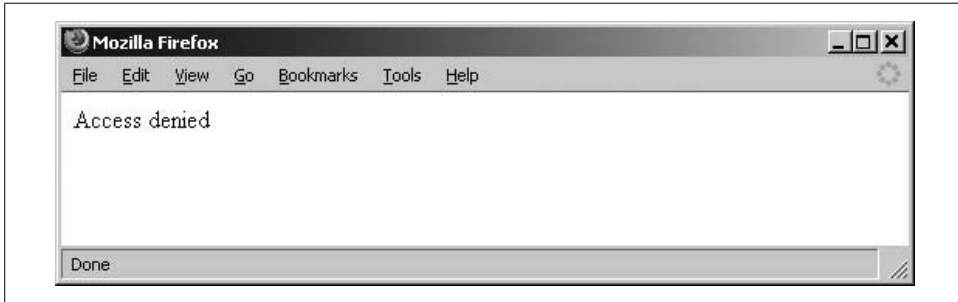 Mozilla Firefox
File Edit View Go Bookmarks Tools Help
Access denied
Done